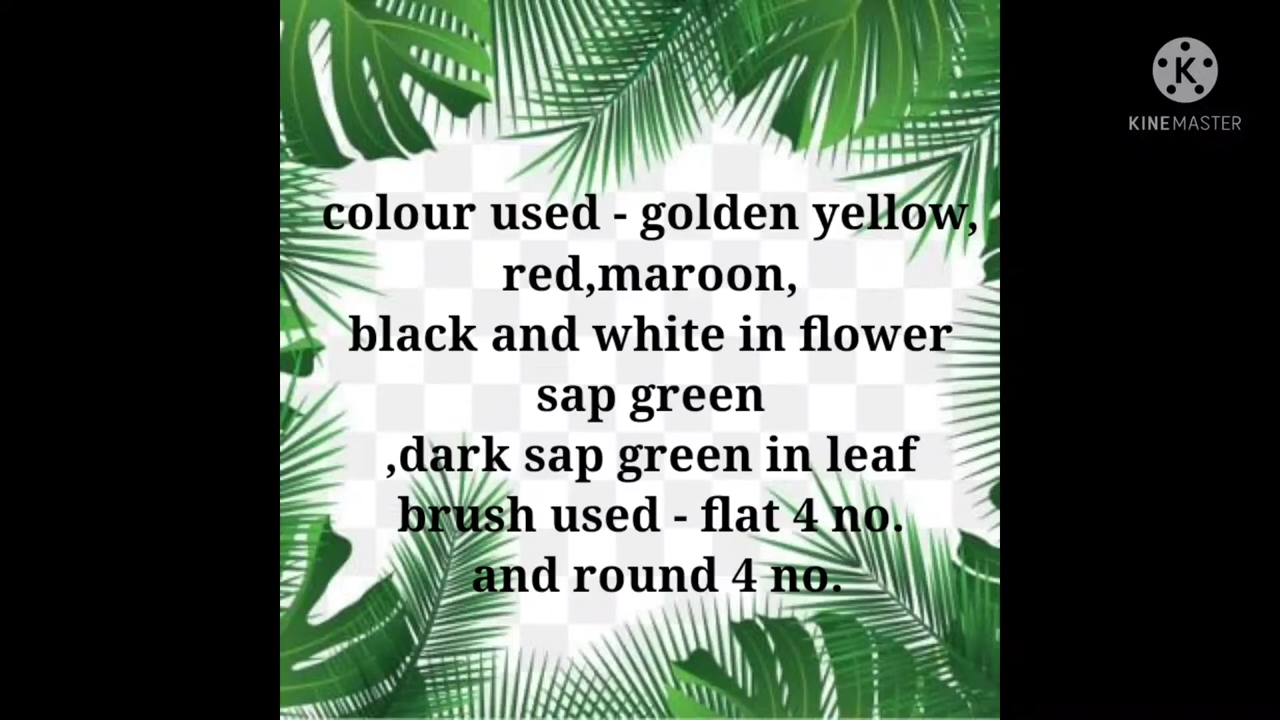 colour used - golden yellow,
red,maroon,
black and white in flower
sap green
,dark sap green in leaf
brush used - flat 4 no.
and round 4 no.
K
KINEMASTER